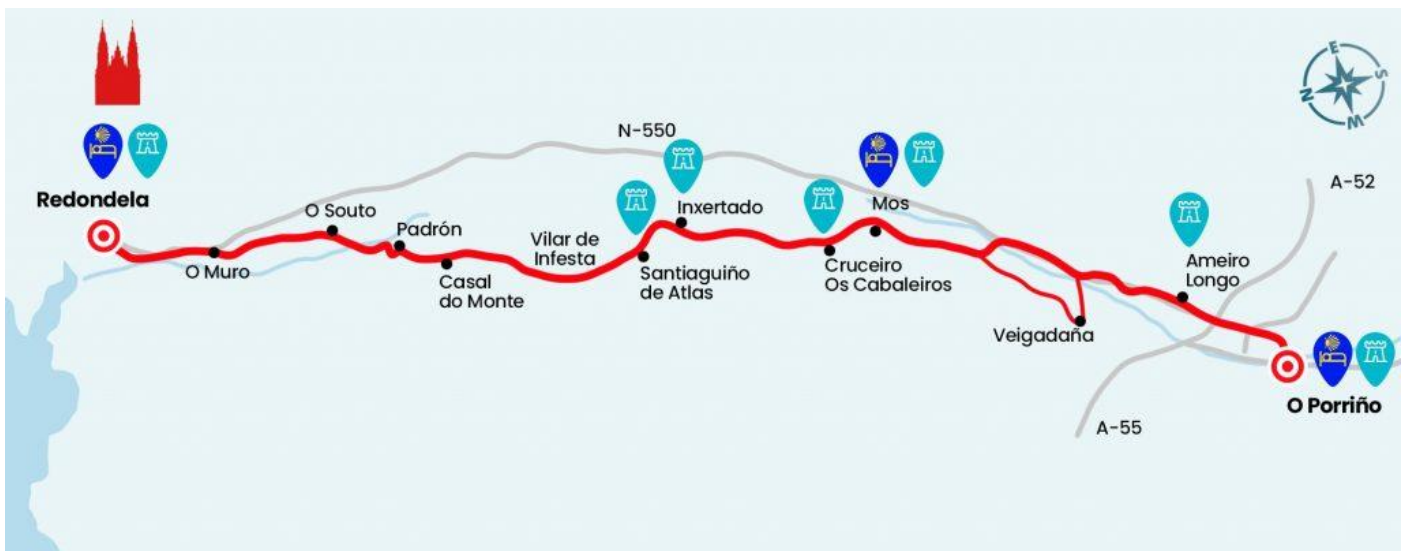 E
S
N
W
N-550
A-52
Redondela
O Souto
Padrón
Vilar de
Infesta
Inxertado
Mos
O Muro
Casal
do Monte
Santiaguiño
de Atlas
Cruceiro
Os Cabaleiros
Ameiro
Longo
Veigadaña
O Porriño
A-55